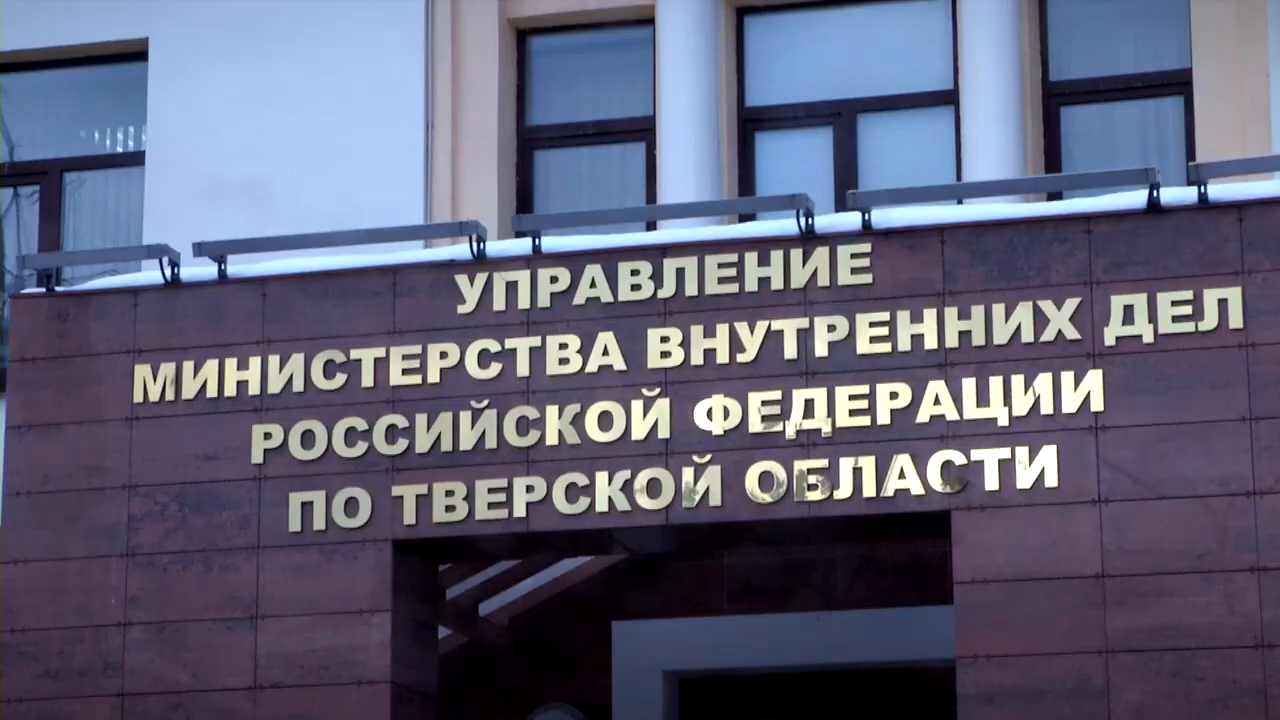 УПРАВЛЕНИЕ
МИНИСТЕРСТВА ВНУТРЕННИХ ДЕЛ
РОССИЙСКОЙ ФЕДЕРАЦИИ
ПО ТВЕРСКОЙ ОБЛАСТИ